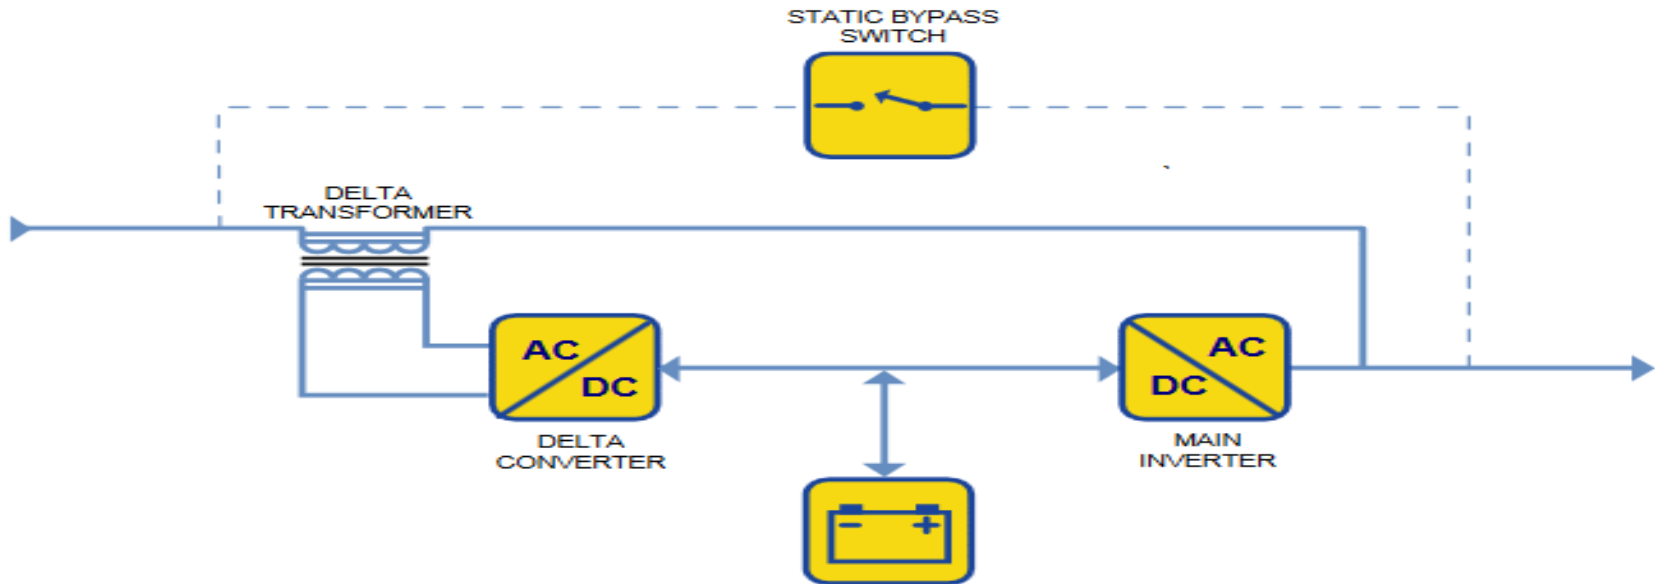 STATIC BYPASS
SWITCH
DELTA
TRANSFORMER
AC
DC
AC
DC
DELTA
CONVERTER
MAIN
INVERTER
- +